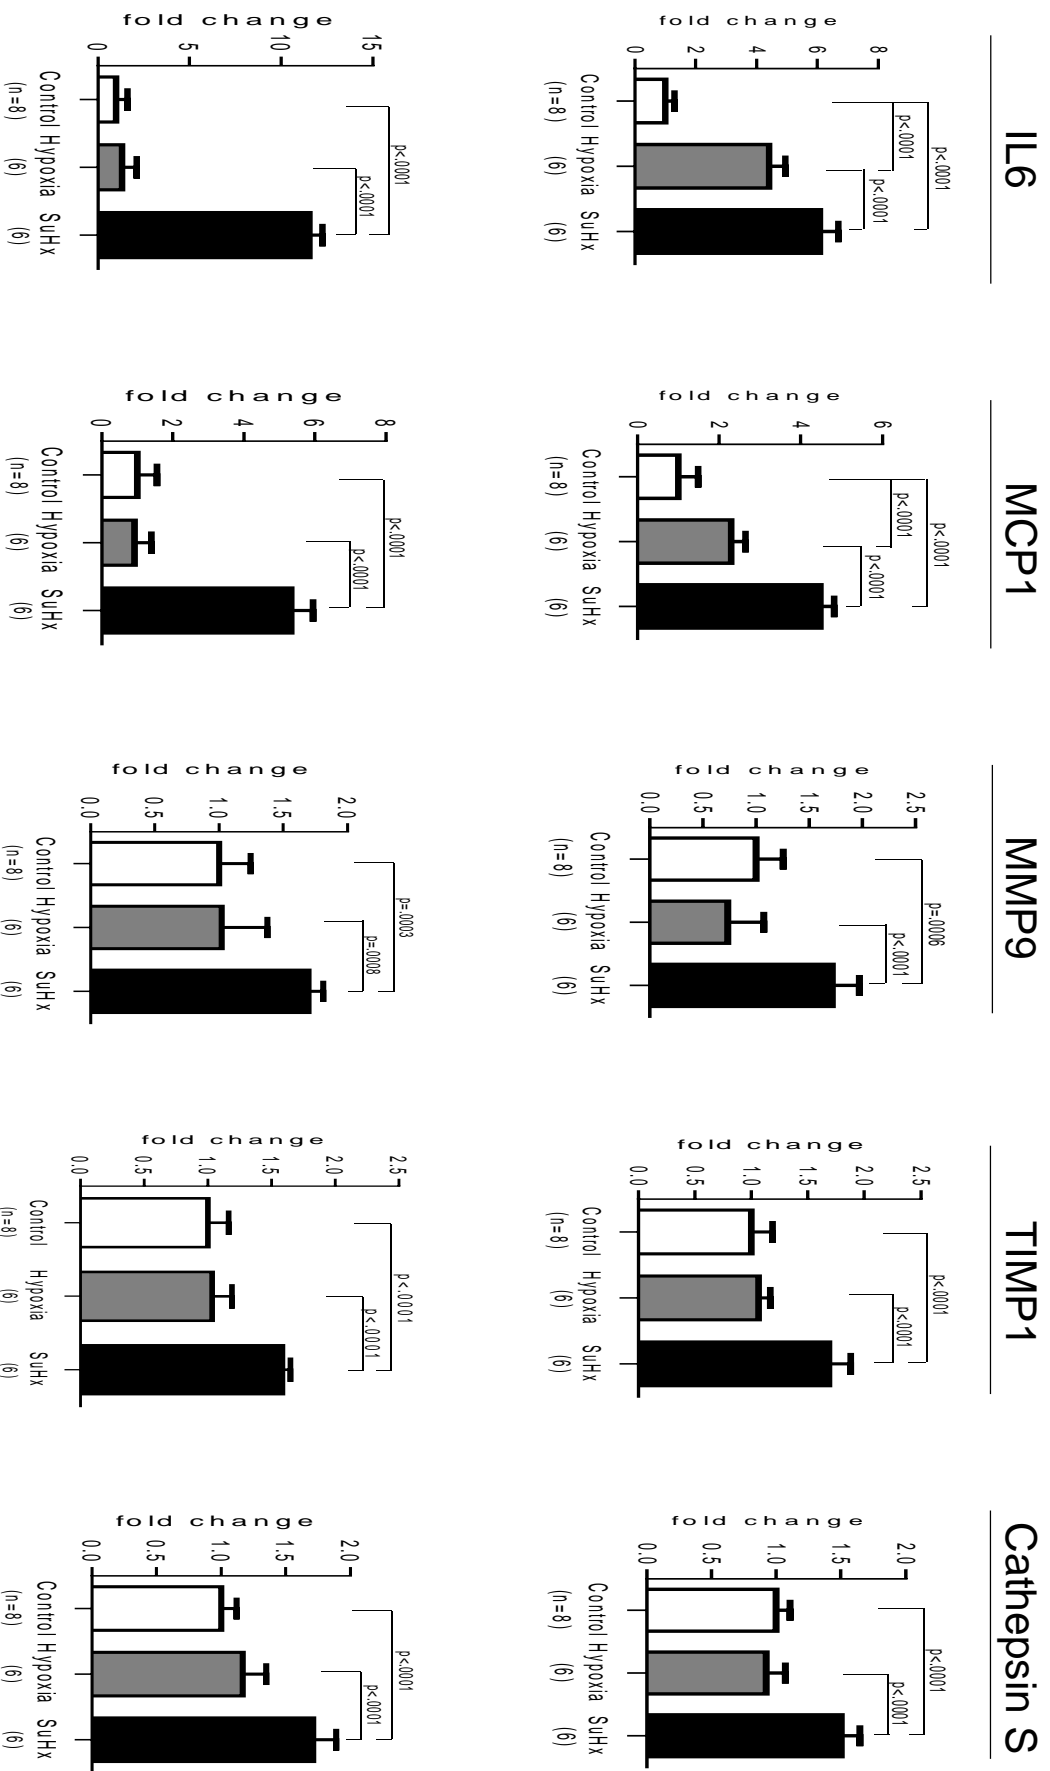 IL6
MCP1
MMP9
TIMP1
Cathepsin S
p<.0001
p<.0001
p<.0001
fold change
8
6
4
2
0
Control Hypoxia SuHx
(n=8) (6) (6)
p<.0001
p<.0001
p<.0001
fold change
6
4
2
0
Control Hypoxia SuHx
(n=8) (6) (6)
p=.0006
p<.0001
fold change
2.5
2.0
1.5
1.0
0.5
0.0
Control Hypoxia SuHx
(n=8) (6) (6)
p<.0001
p<.0001
fold change
2.5
2.0
1.5
1.0
0.5
0.0
Control Hypoxia SuHx
(n=8) (6) (6)
p<.0001
p<.0001
fold change
2.0
1.5
1.0
0.5
0.0
Control Hypoxia SuHx
(n=8) (6) (6)
p<.0001
p<.0001
fold change
15
10
5
0
Control Hypoxia SuHx
(n=8) (6) (6)
p<.0001
p<.0001
fold change
8
6
4
2
0
Control Hypoxia SuHx
(n=8) (6) (6)
p=.0003
p=.0008
fold change
2.0
1.5
1.0
0.5
0.0
Control Hypoxia SuHx
(n=8) (6) (6)
p<.0001
p<.0001
fold change
2.5
2.0
1.5
1.0
0.5
0.0
Control Hypoxia SuHx
(n=8) (6) (6)
p<.0001
p<.0001
fold change
2.0
1.5
1.0
0.5
0.0
Control Hypoxia SuHx
(n=8) (6) (6)